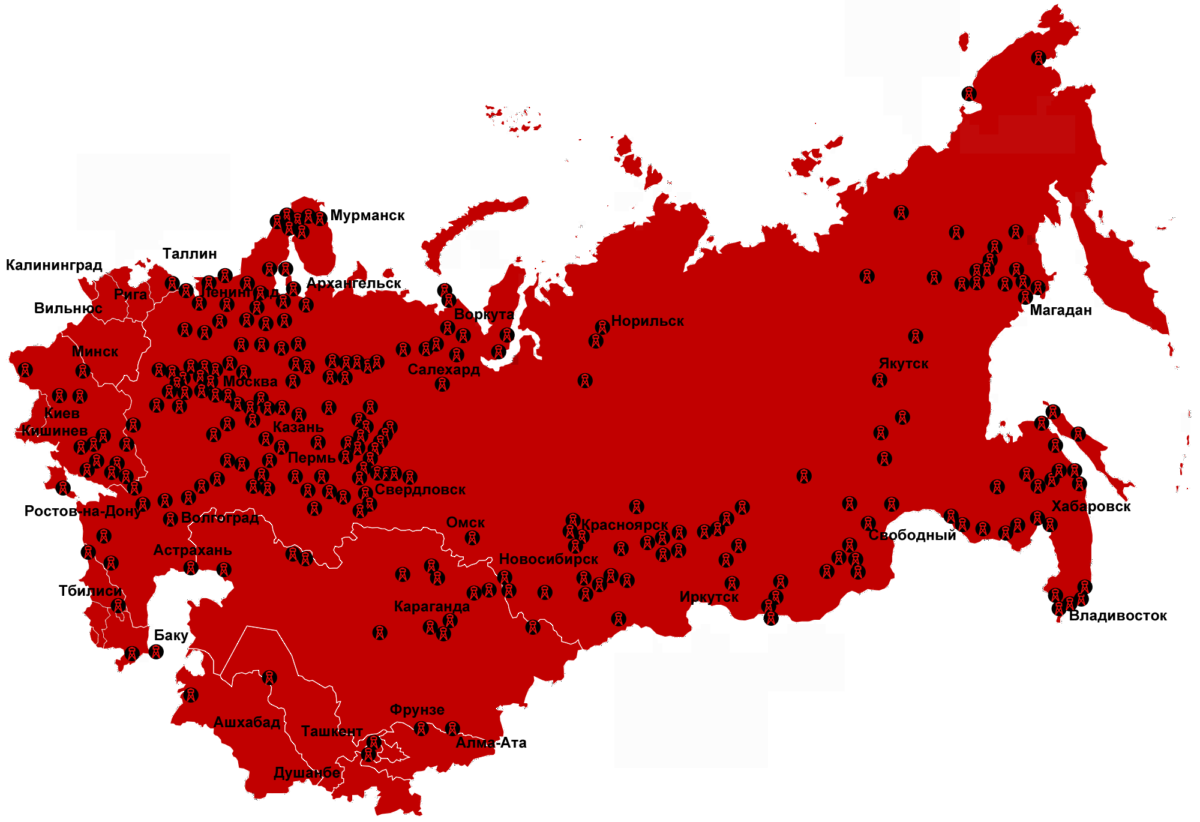 Мурманск
Таллин
Калининград
Архангельск
Рига
Ленинград
Вильнюс
Воркута
Магадан
Норильск
Минск
Якутск
Салехард
Москва
Киев
Казань
Кишинев
Пермь
Свердловск
Хабаровск
Ростов-на-Дону
Волгоград
Омск
Красноярск
Свободный
Астрахань
Новосибирск
Тбилиси
Иркутск
Караганда
Владивосток
Баку
Фрунзе
Ашхабад
Ташкент
Алма-Ата
Душанбе